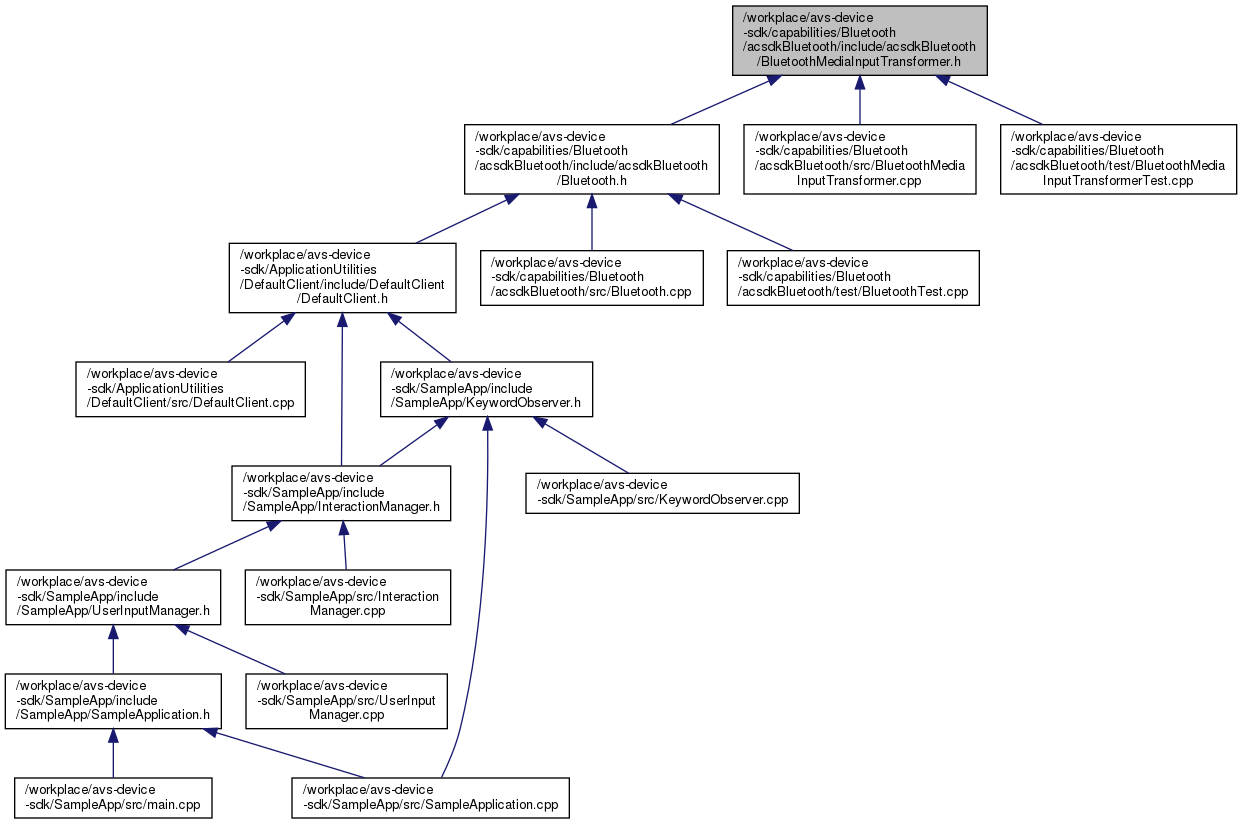 /workplace/avs-device
-sdk/capabilities/Bluetooth
/acsdkBluetooth/include/acsdkBluetooth
/BluetoothMediaInputTransformer.h
/workplace/avs-device
-sdk/capabilities/Bluetooth
/acsdkBluetooth/include/acsdkBluetooth
/Bluetooth.h
/workplace/avs-device
-sdk/capabilities/Bluetooth
/acsdkBluetooth/src/BluetoothMedia
InputTransformer.cpp
/workplace/avs-device
-sdk/capabilities/Bluetooth
/acsdkBluetooth/test/BluetoothMedia
InputTransformerTest.cpp
/workplace/avs-device
-sdk/ApplicationUtilities
/DefaultClient/include/DefaultClient
/DefaultClient.h
/workplace/avs-device
-sdk/capabilities/Bluetooth
/acsdkBluetooth/src/Bluetooth.cpp
/workplace/avs-device
-sdk/capabilities/Bluetooth
/acsdkBluetooth/test/BluetoothTest.cpp
/workplace/avs-device
-sdk/ApplicationUtilities
/DefaultClient/src/DefaultClient.cpp
/workplace/avs-device
-sdk/SampleApp/include
/SampleApp/KeywordObserver.h
/workplace/avs-device
-sdk/SampleApp/include
/SampleApp/InteractionManager.h
/workplace/avs-device
-sdk/SampleApp/src/KeywordObserver.cpp
/workplace/avs-device
-sdk/SampleApp/include
/SampleApp/UserInputManager.h
/workplace/avs-device
-sdk/SampleApp/src/Interaction
Manager.cpp
/workplace/avs-device
-sdk/SampleApp/include
/SampleApp/SampleApplication.h
/workplace/avs-device
-sdk/SampleApp/src/UserInput
Manager.cpp
/workplace/avs-device
-sdk/SampleApp/src/main.cpp
/workplace/avs-device
-sdk/SampleApp/src/SampleApplication.cpp